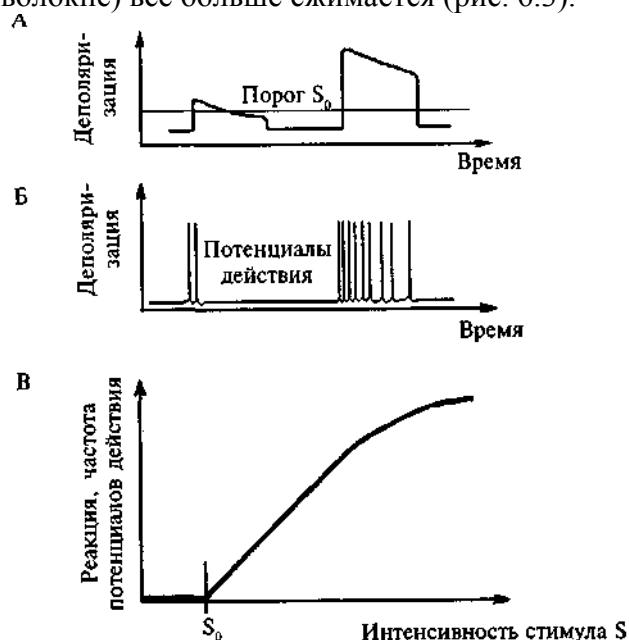 волокне) все больше сжимается (рис. 6.3).
А
Деполяри-
зация
Порог S₀
Время
Б
Деполяри-
зация
Потенциалы
действия
Время
В
Реакция, частота
потенциалов действия
S₀
Интенсивность стимула S